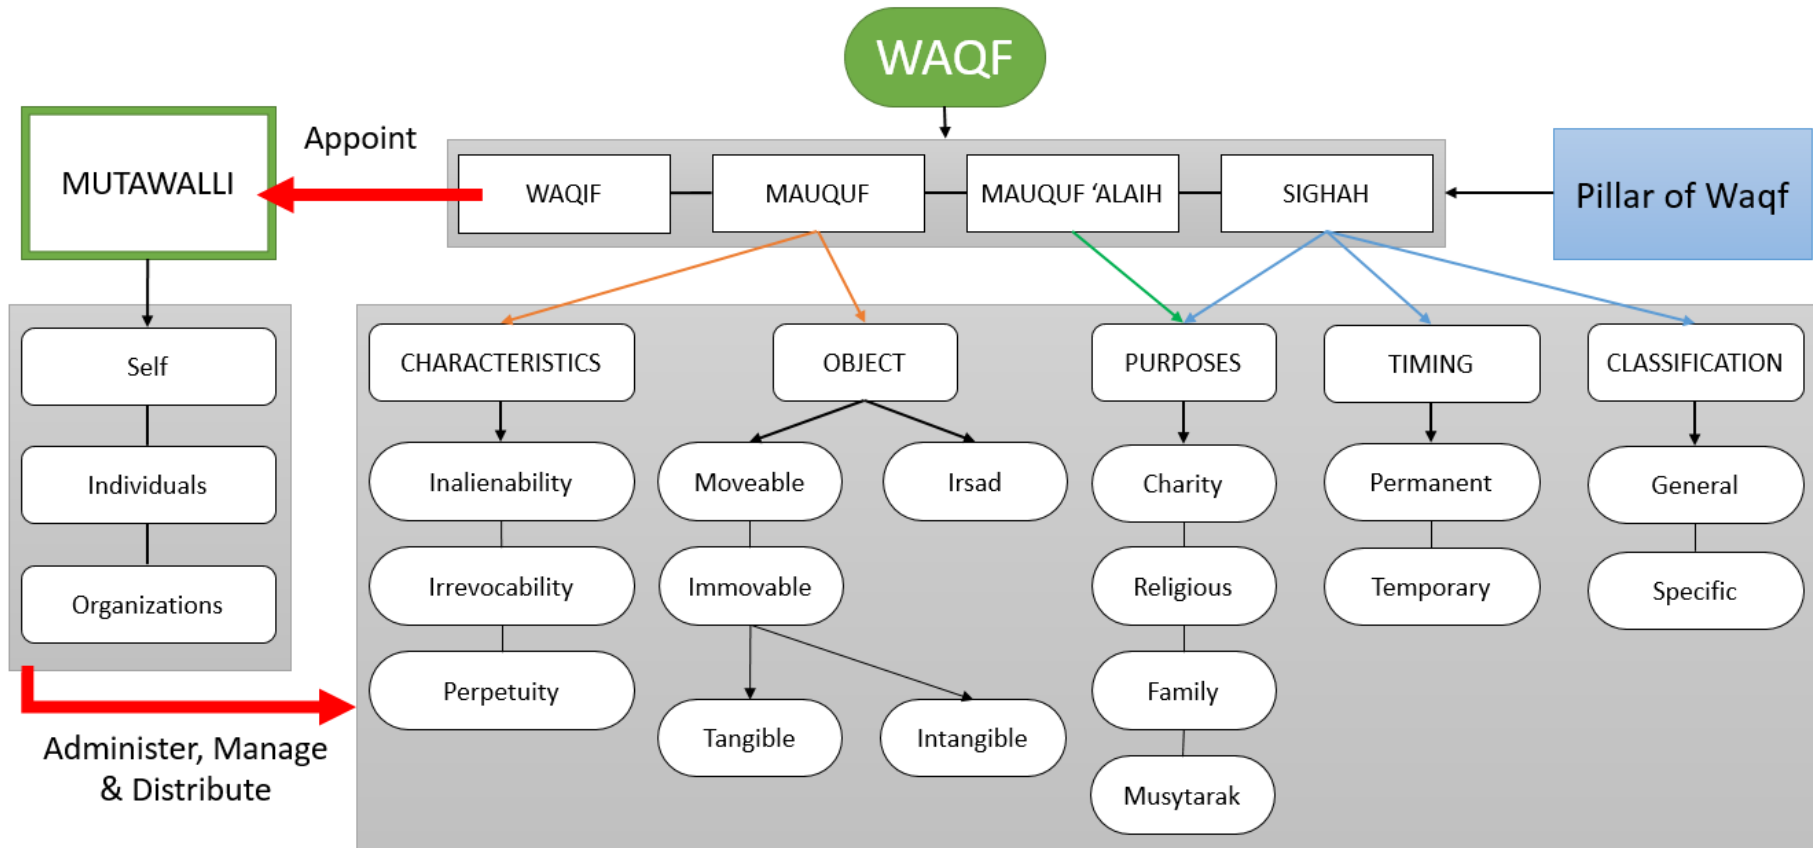 WAQF
Appoint
MUTAWALLI
WAQIF
MAUQUF
MAUQUF ‘ALAIH
SIGHAH
Pillar of Waqf
Self
Individuals
Organizations
Administer, Manage
& Distribute
CHARACTERISTICS
OBJECT
PURPOSES
TIMING
CLASSIFICATION
Inalienability
Irrevocability
Perpetuity
Moveable
Irsad
Immovable
Tangible
Intangible
Charity
Religious
Family
Musytarak
Permanent
Temporary
General
Specific